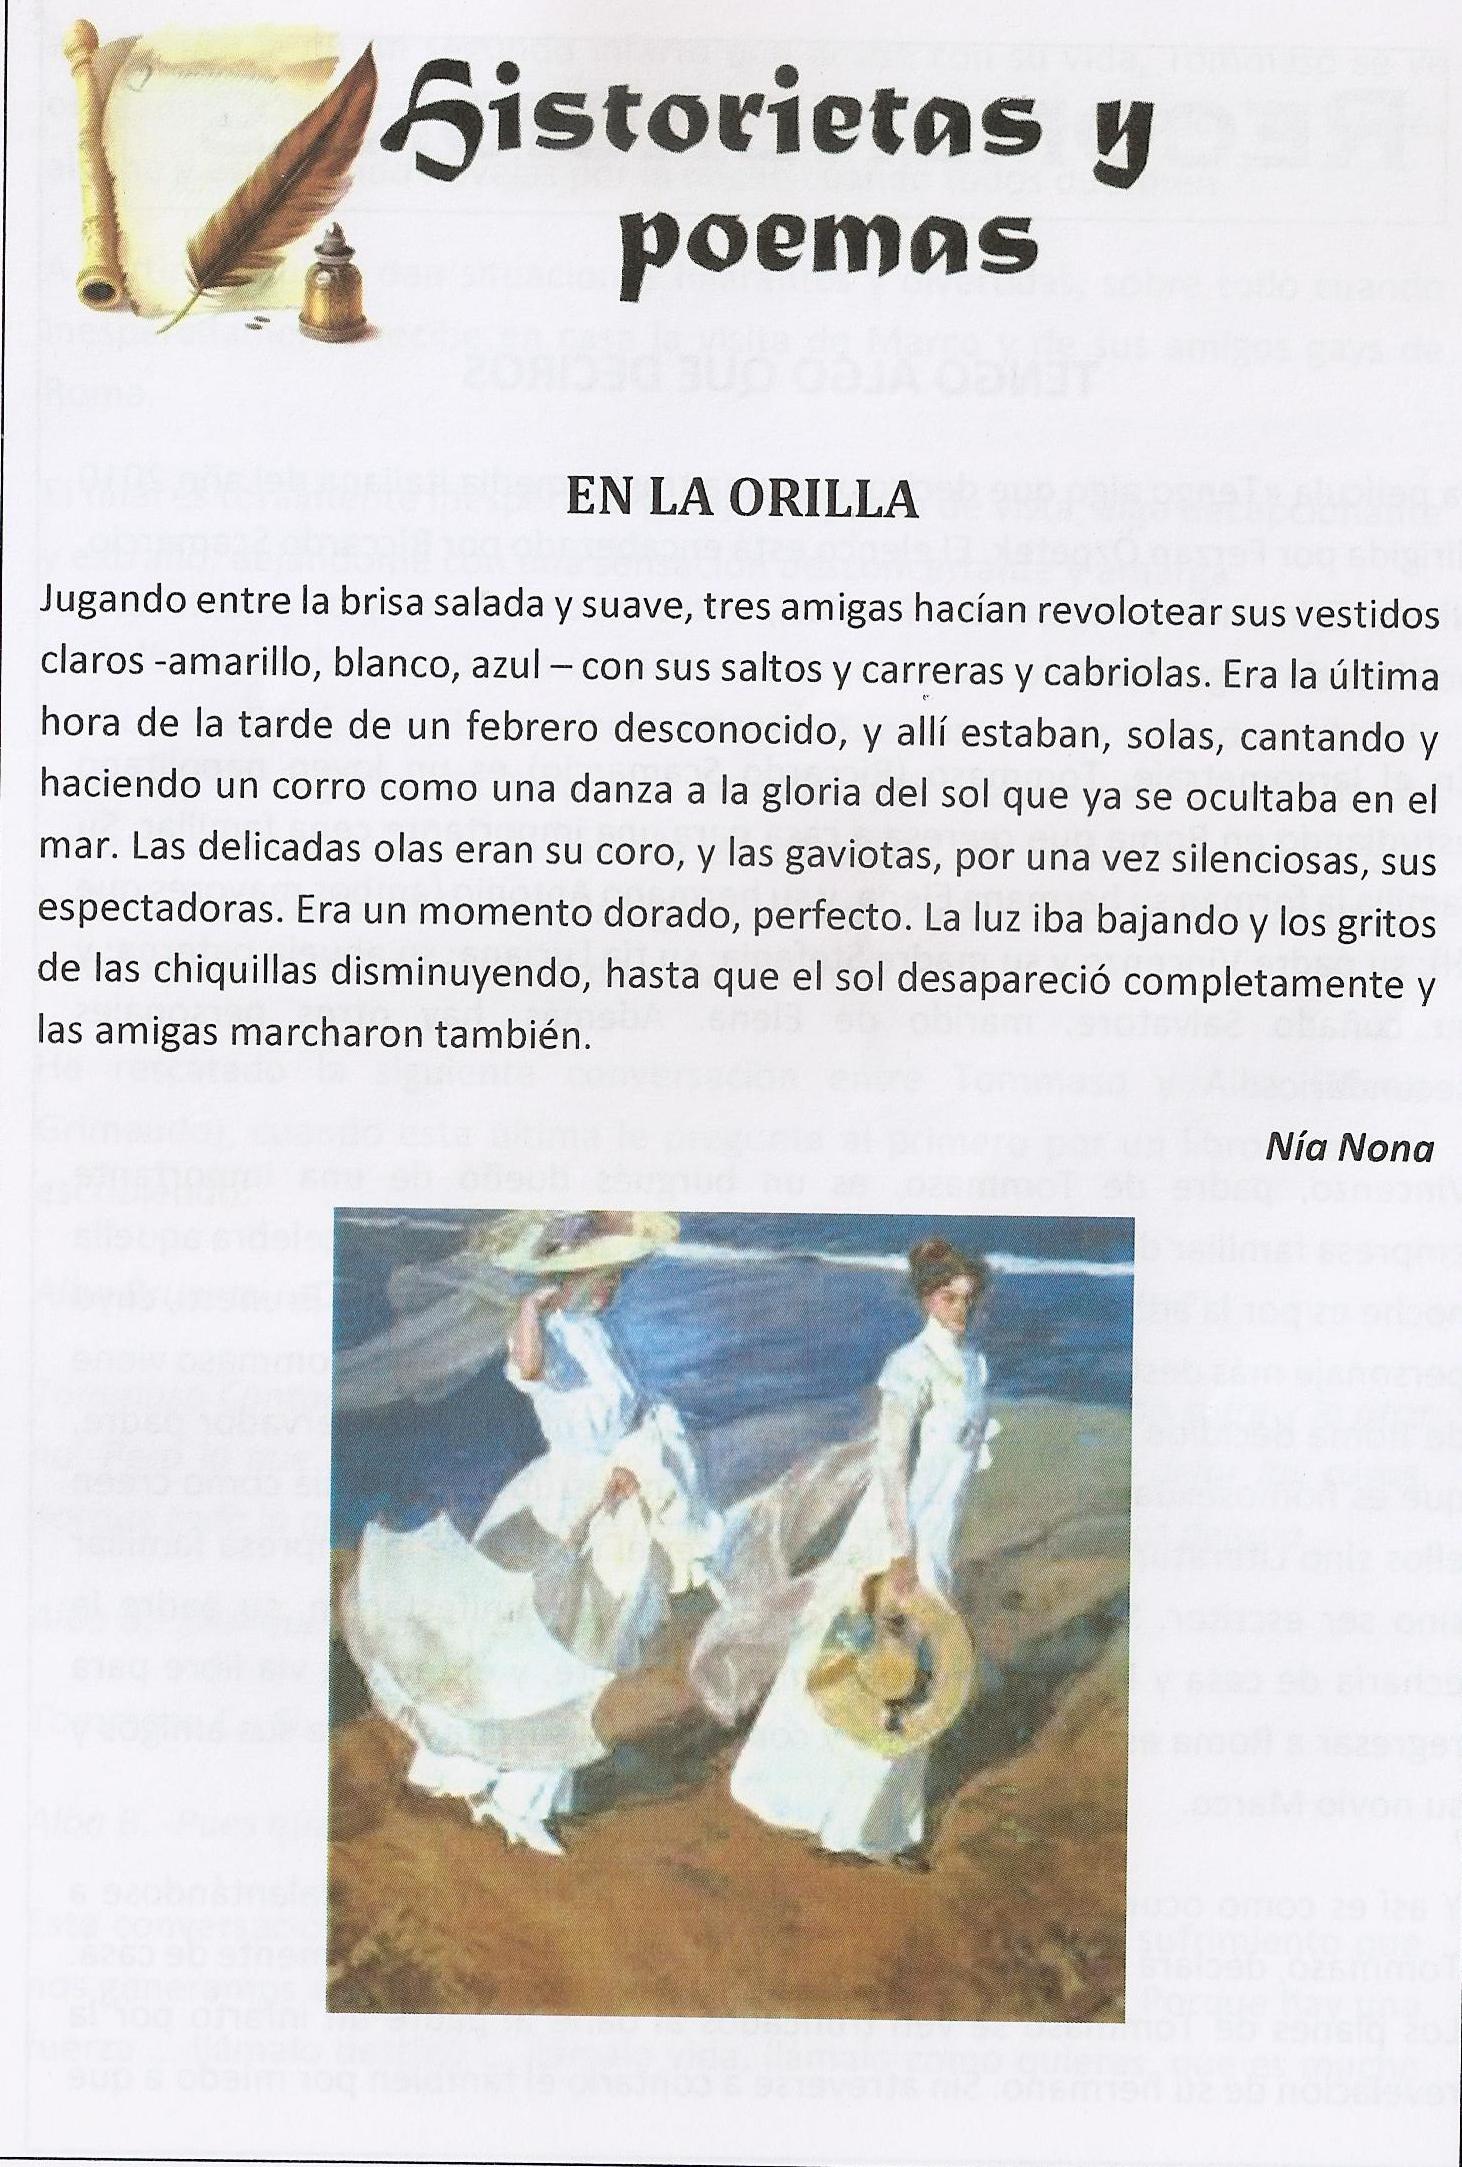 Historietas y
poemas
EN LA ORILLA
Jugando entre la brisa salada y suave, tres amigas hacían revolotear sus vestidos
claros -amarillo, blanco, azul – con sus saltos y carreras y cabriolas. Era la última
hora de la tarde de un febrero desconocido, y allí estaban, solas, cantando y
haciendo un corro como una danza a la gloria del sol que ya se ocultaba en el
mar. Las delicadas olas eran su coro, y las gaviotas, por una vez silenciosas, sus
espectadoras. Era un momento dorado, perfecto. La luz iba bajando y los gritos
de las chiquillas disminuyendo, hasta que el sol desapareció completamente y
las amigas marcharon también.
Nía Nona